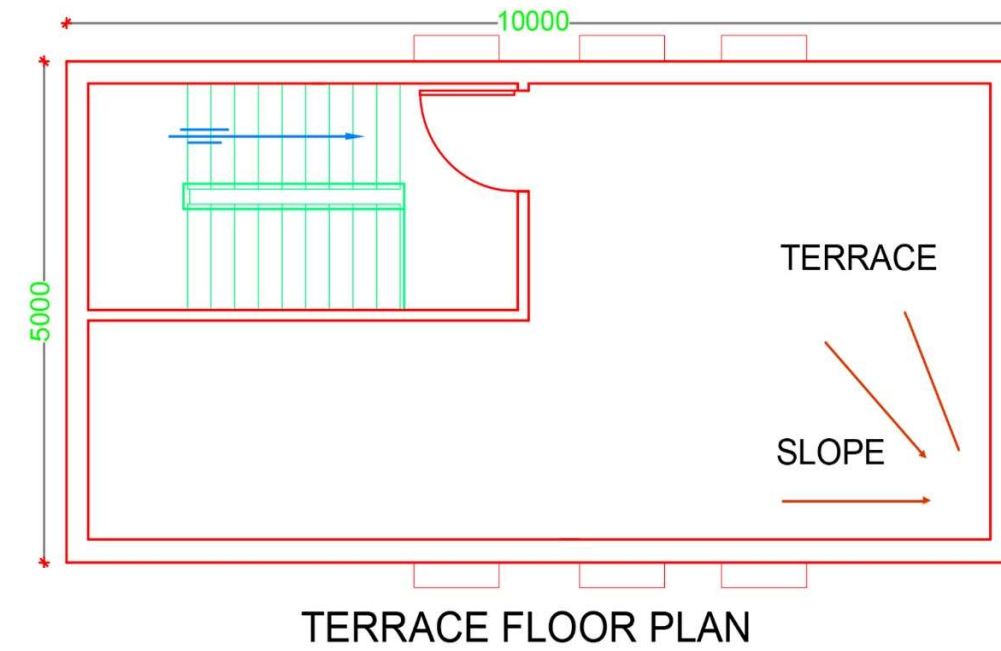 10000
5000
TERRACE
SLOPE
TERRACE FLOOR PLAN